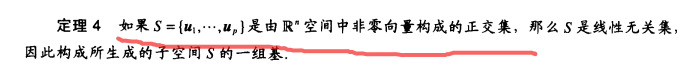 定理 4 如果 S={u₁,⋯,uₚ}是由 ℝⁿ 空间中非零向量构成的正交集，那么 S 是线性无关集，
因此构成所生成的子空间 S 的一组基.